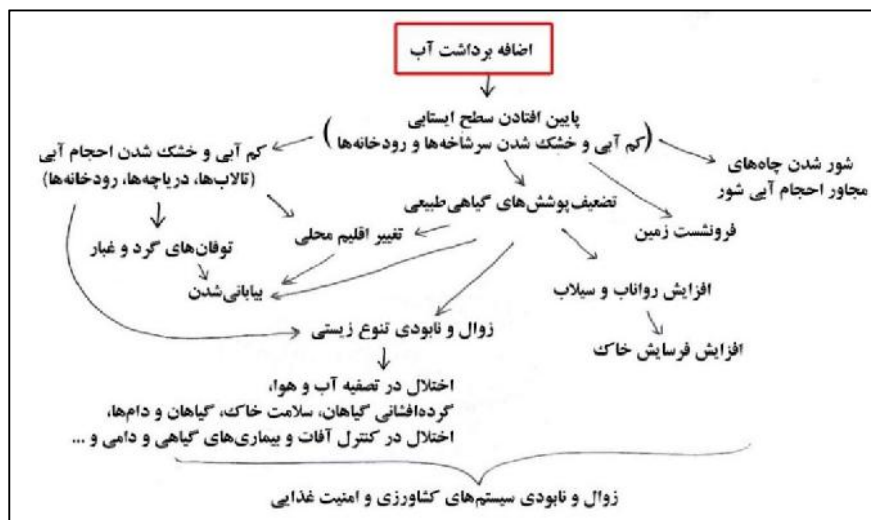 اضافه برداشت آب
پایین افتادن سطح ایستابی
(کم آبی و خشک شدن سرشاخه‌ها و رودخانه‌ها)
شور شدن چاه‌های
مجاور احجام آبی شور
کم آبی و خشک شدن احجام آبی
(تالاب‌ها، دریاچه‌ها، رودخانه‌ها)
تضعیف پوشش‌های گیاهی طبیعی
فرونشست زمین
تغییر اقلیم محلی
توفان‌های گرد و غبار
افزایش رواناب و سیلاب
بیابانی‌شدن
زوال و نابودی تنوع زیستی
افزایش فرسایش خاک
اختلال در تصفیه آب و هوا،
گرده‌افشانی گیاهان، سلامت خاک، گیاهان و دام‌ها،
اختلال در کنترل آفات و بیماری‌های گیاهی و دامی و ...
زوال و نابودی سیستم‌های کشاورزی و امنیت غذایی